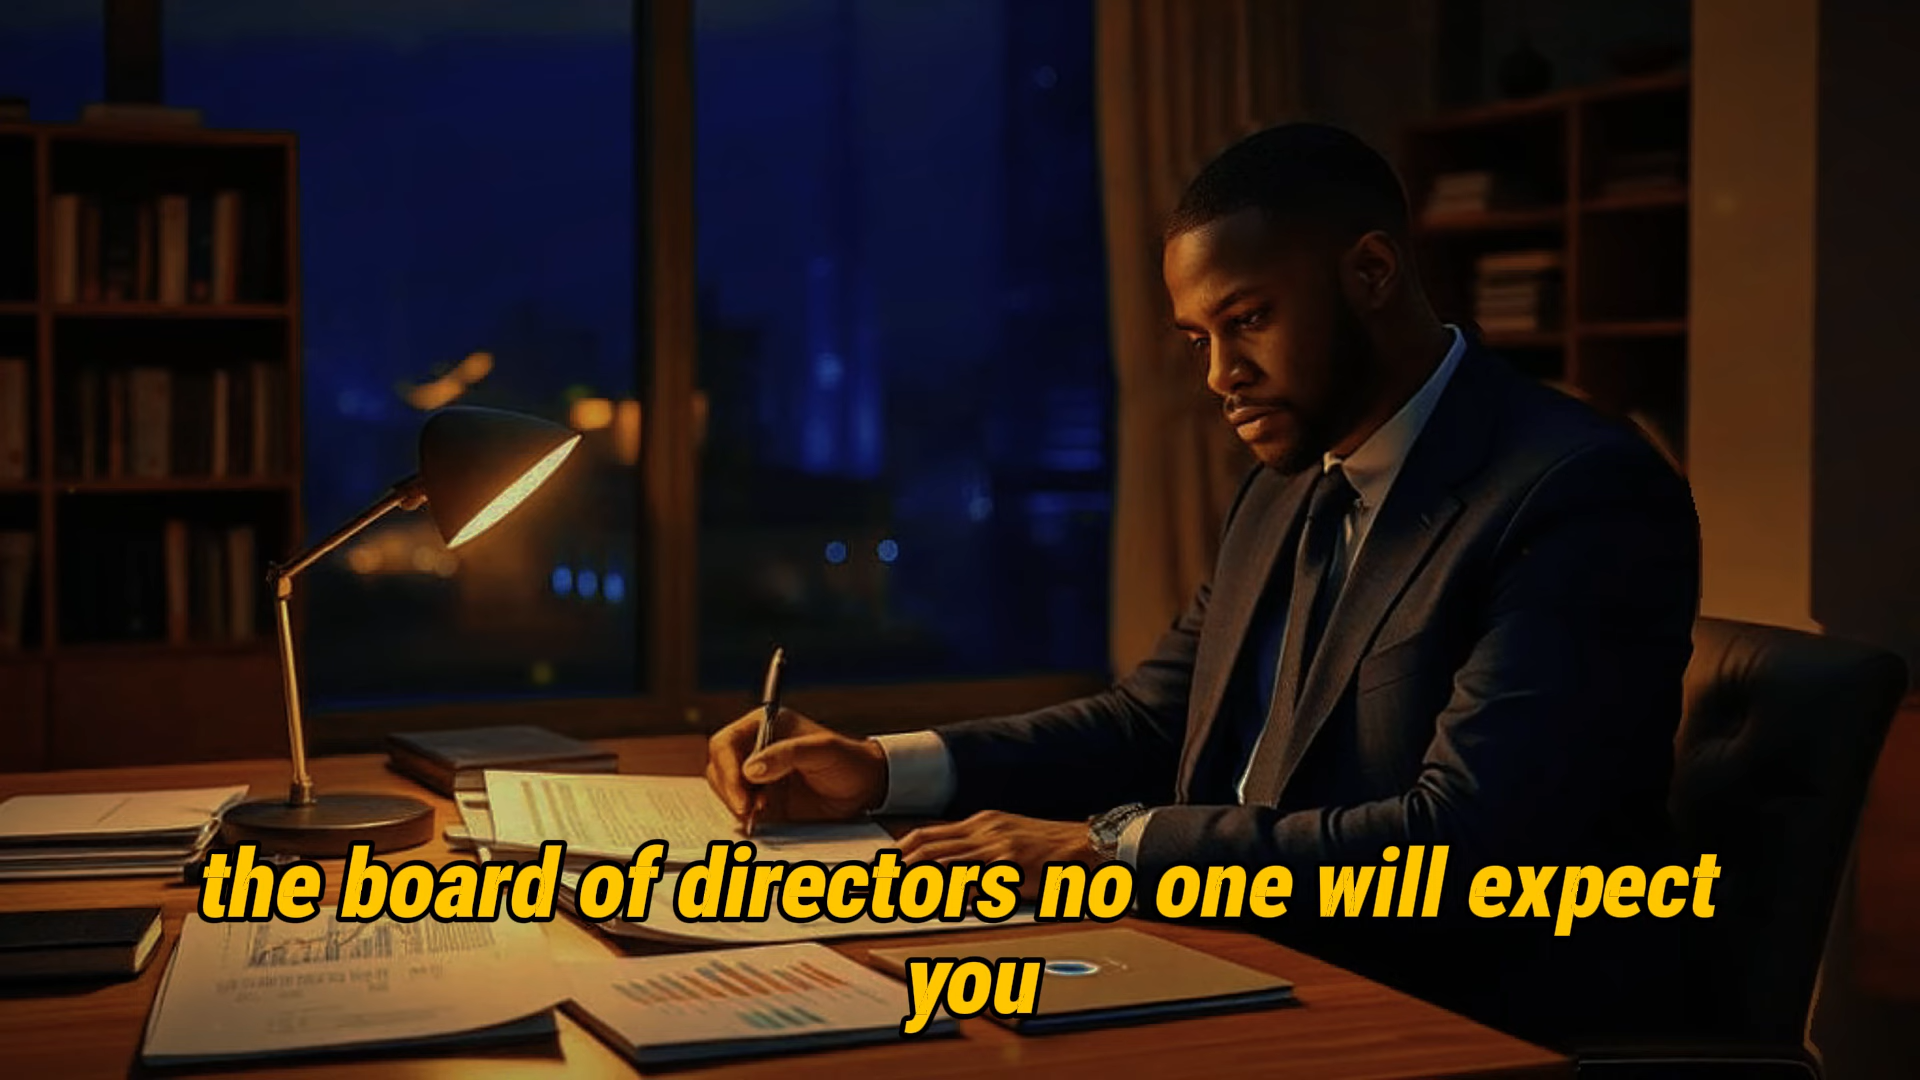 the board of directors no one will expect
you